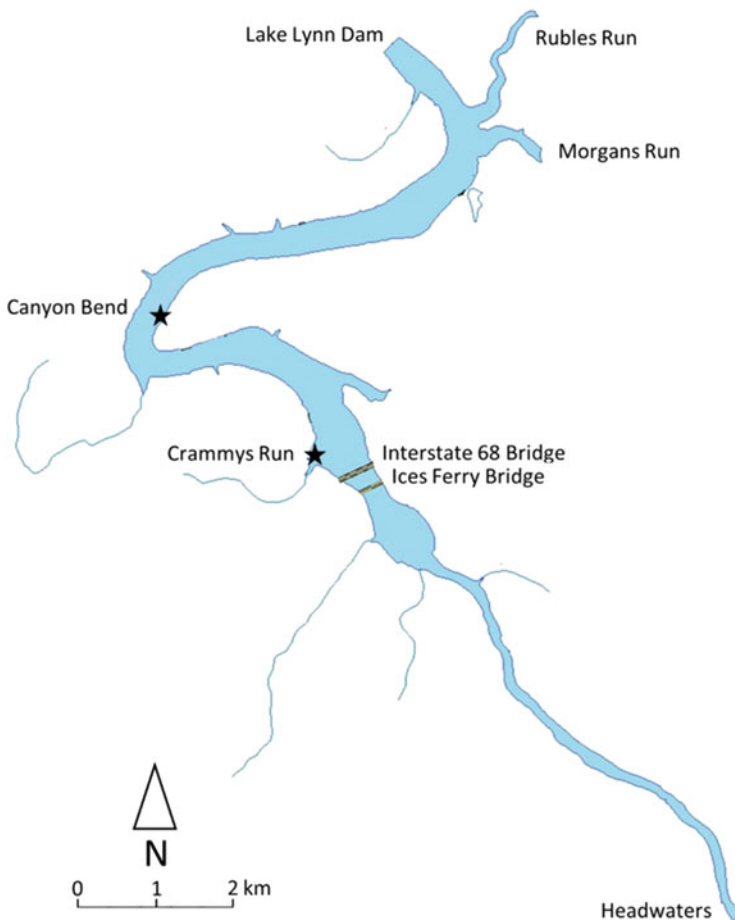 Lake Lynn Dam
Rubles Run
Morgans Run
Canyon Bend
Crammys Run
Interstate 68 Bridge
Ices Ferry Bridge
N
0 1 2 km
Headwaters